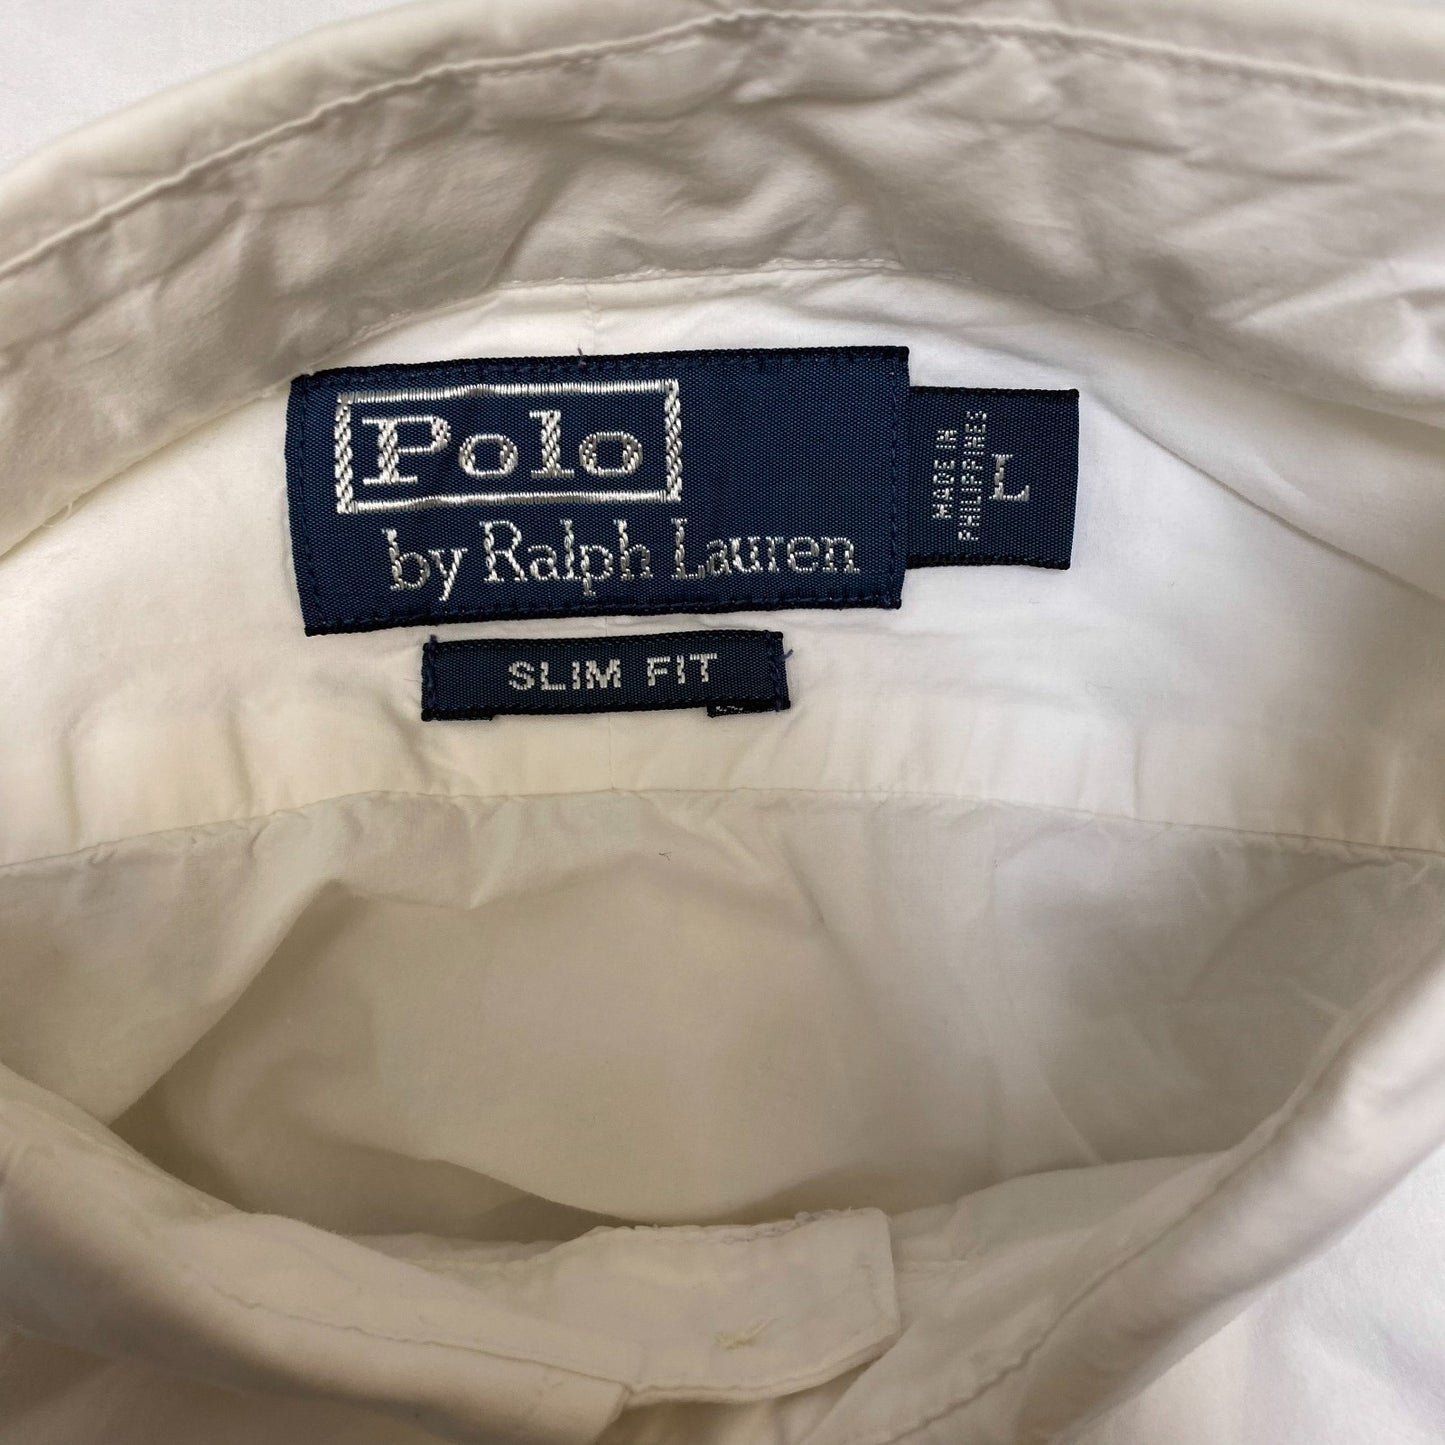 Polo
by Ralph Lauren
MADE IN
PHILIPPINES
L
SLIM FIT